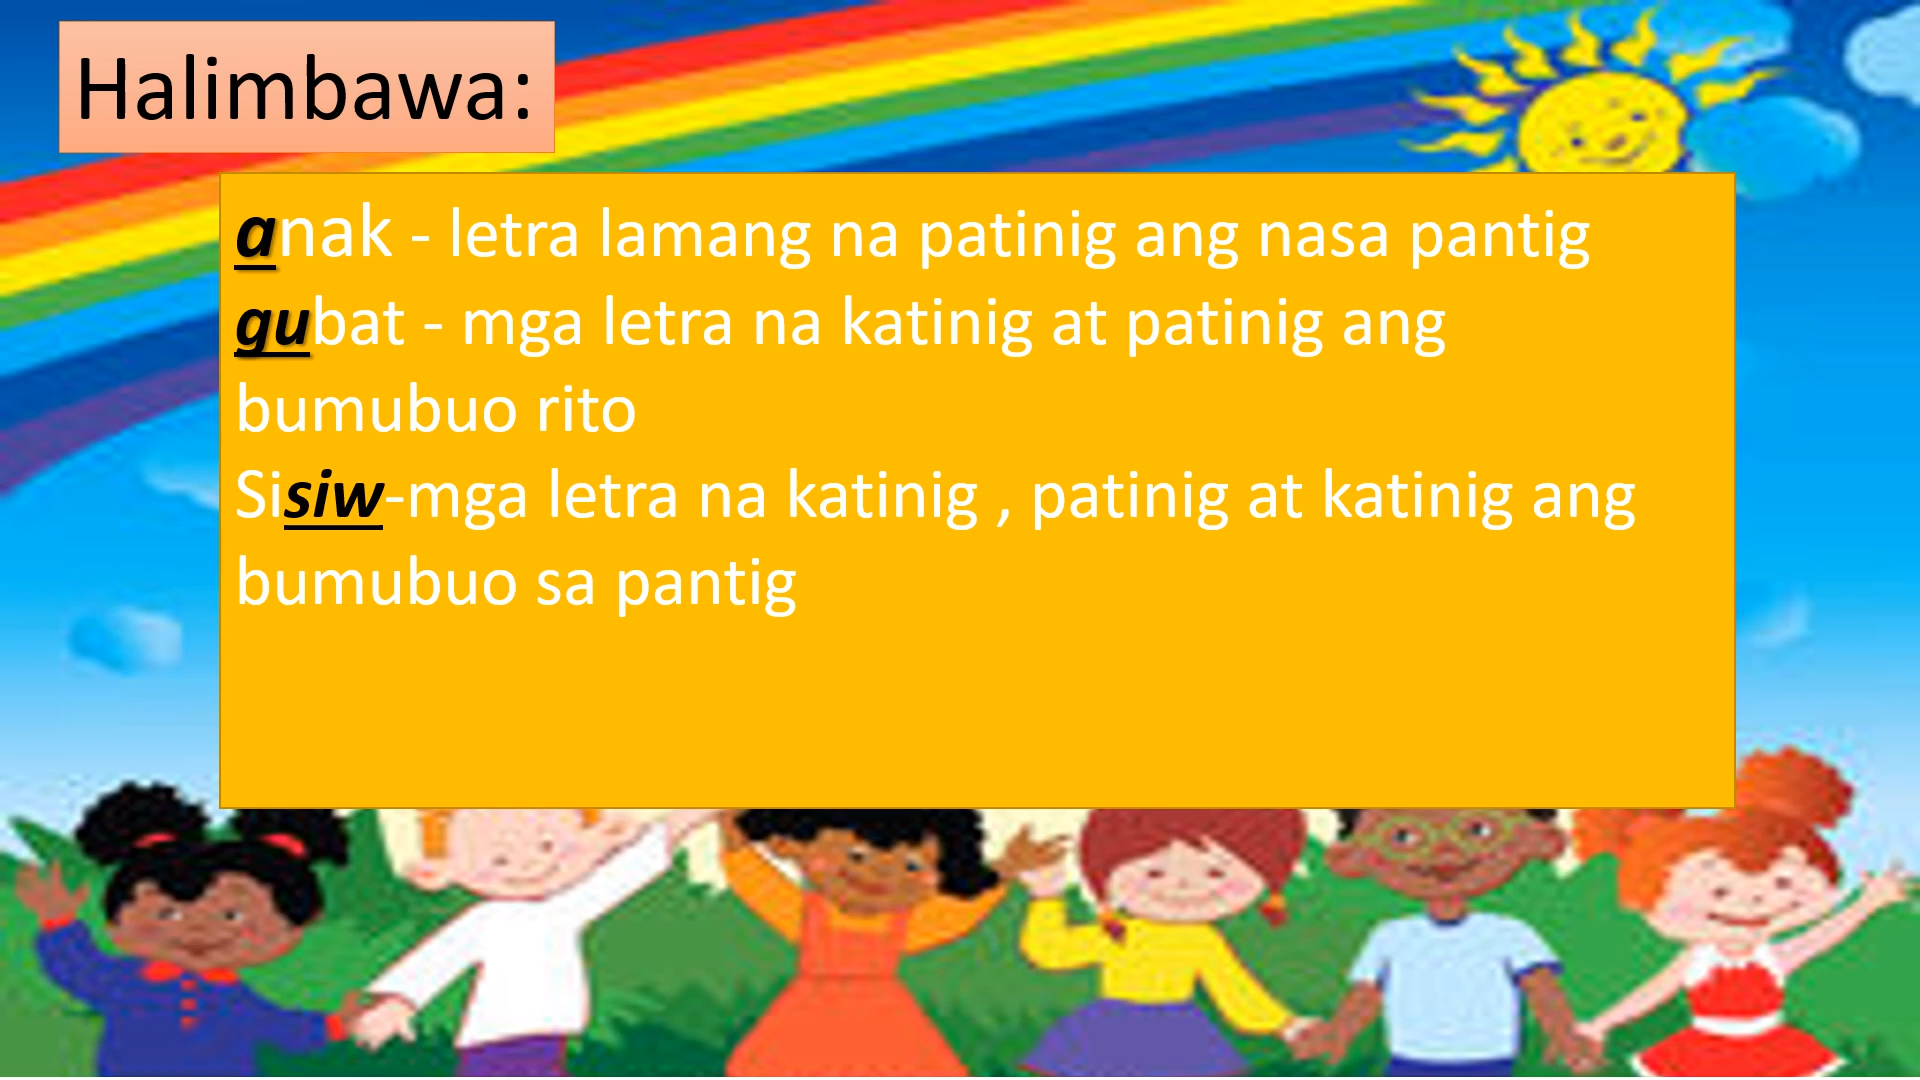 Halimbawa:
anak - letra lamang na patinig ang nasa pantig
gubat - mga letra na katinig at patinig ang
bumubuo rito
Sisiw-mga letra na katinig , patinig at katinig ang
bumubuo sa pantig